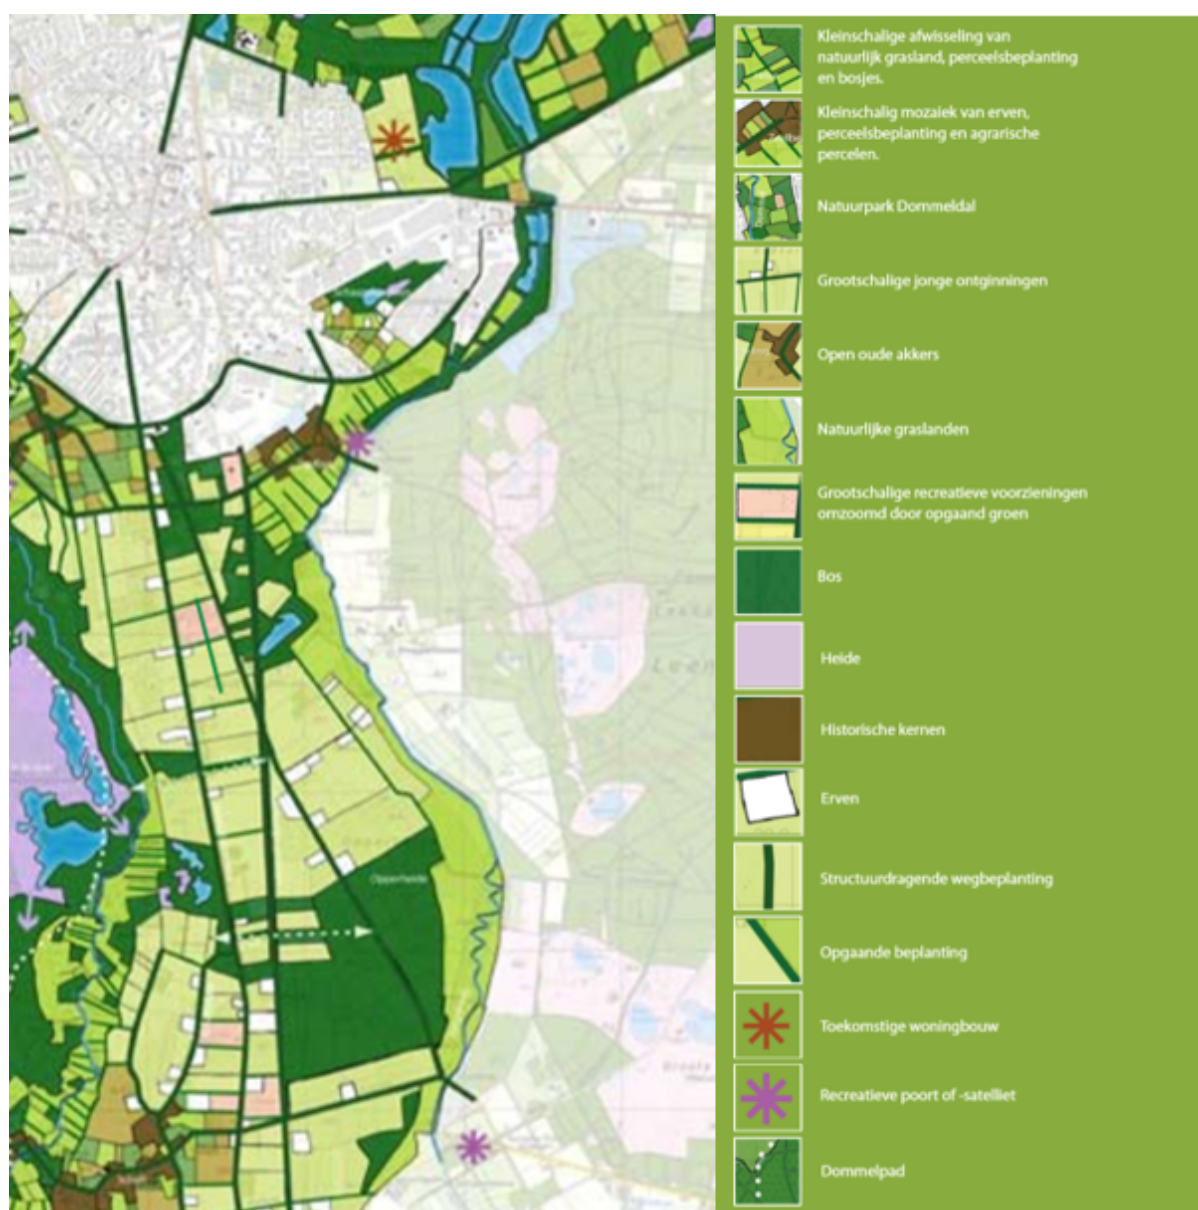 Kleinschalige afwisseling van
natuurlijk grasland, perceelsbeplanting
en bosjes.
Kleinschalig mozaiek van erven,
perceelsbeplanting en agrarische
percelen.
Natuurpark Dommeldal
Grootschalige jonge ontginningen
Open oude akkers
Natuurlijke graslanden
Grootschalige recreatieve voorzieningen
omzoomd door opgaand groen
Bos
Heide
Historische kernen
Erven
Structuurdragende wegbeplanting
Opgaande beplanting
Toekomstige woningbouw
Recreatieve poort of -satelliet
Dommelpad